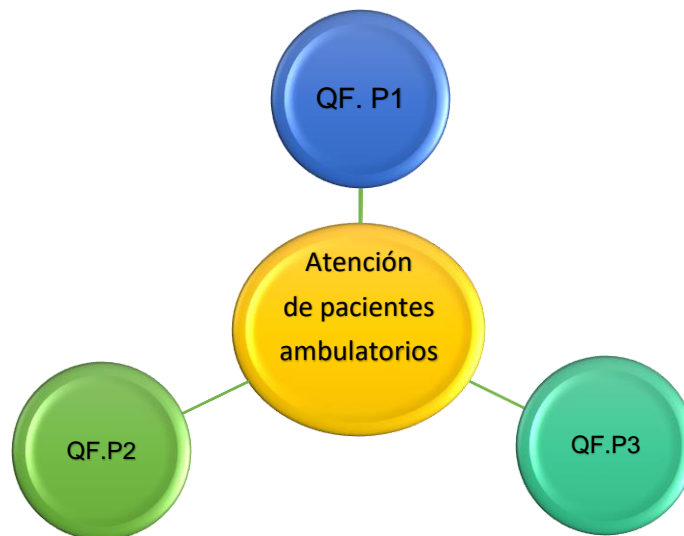 QF. P1
Atención
de pacientes
ambulatorios
QF.P2
QF.P3